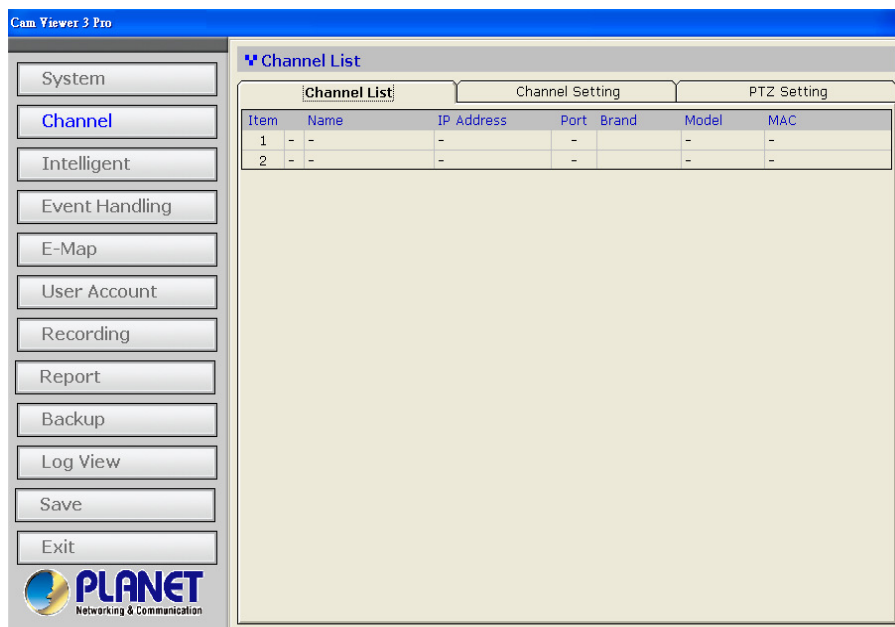 Cam Viewer 3 Pro
System
Channel
Intelligent
Event Handling
E-Map
User Account
Recording
Report
Backup
Log View
Save
Exit
PLANET
Networking & Communication
Channel List
Channel List Channel Setting PTZ Setting
Item Name IP Address Port Brand Model MAC
1 - - - - - -
2 - - - - - -